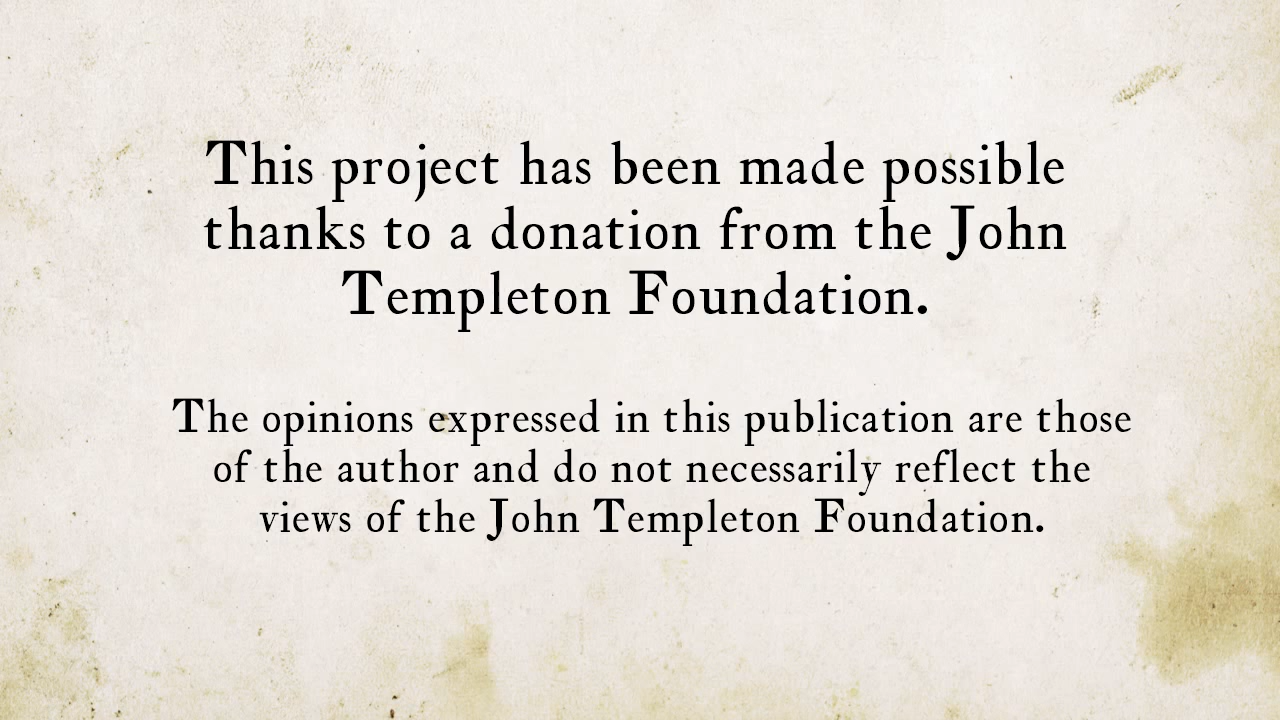 This project has been made possible
thanks to a donation from the John
Templeton Foundation.
The opinions expressed in this publication are those
of the author and do not necessarily reflect the
views of the John Templeton Foundation.